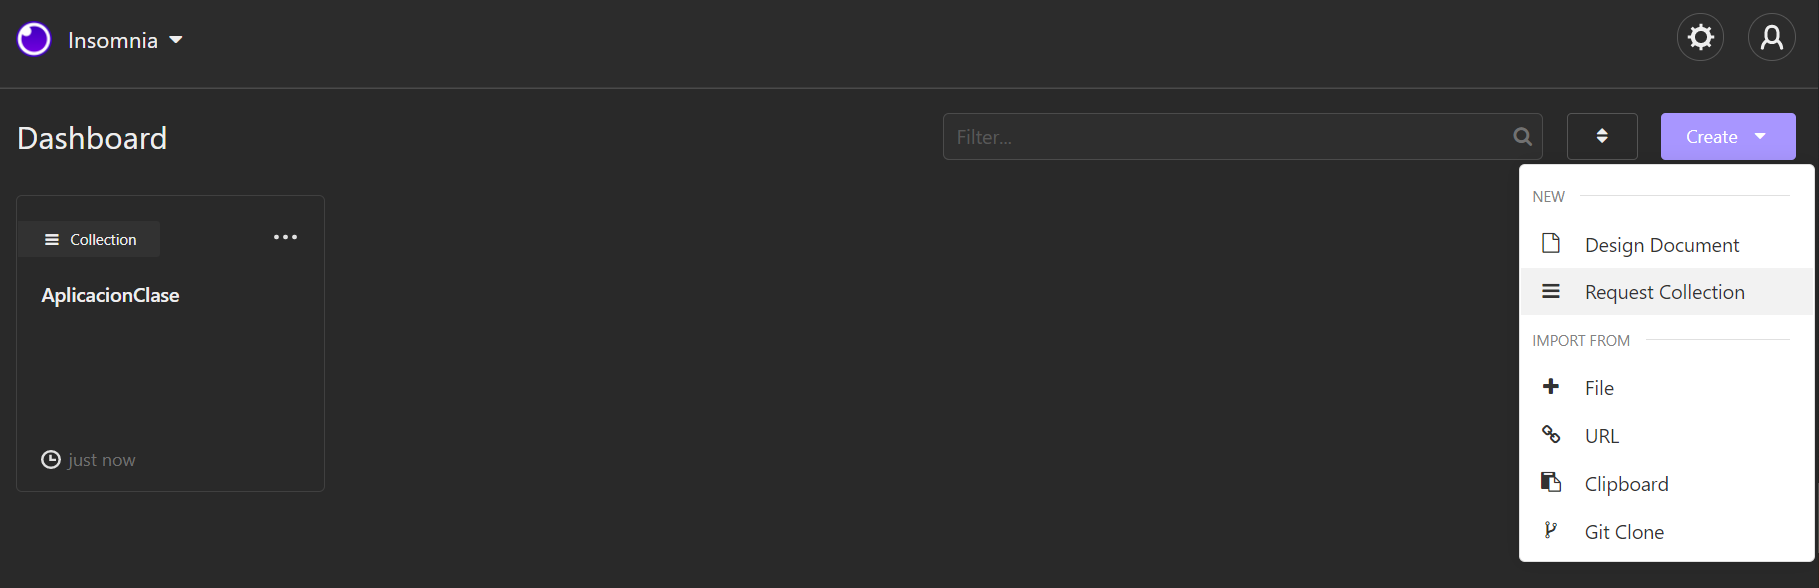 Insomnia
Dashboard
Filter...
Create
NEW
Design Document
Request Collection
IMPORT FROM
File
URL
Clipboard
Git Clone
Collection
AplicacionClase
just now